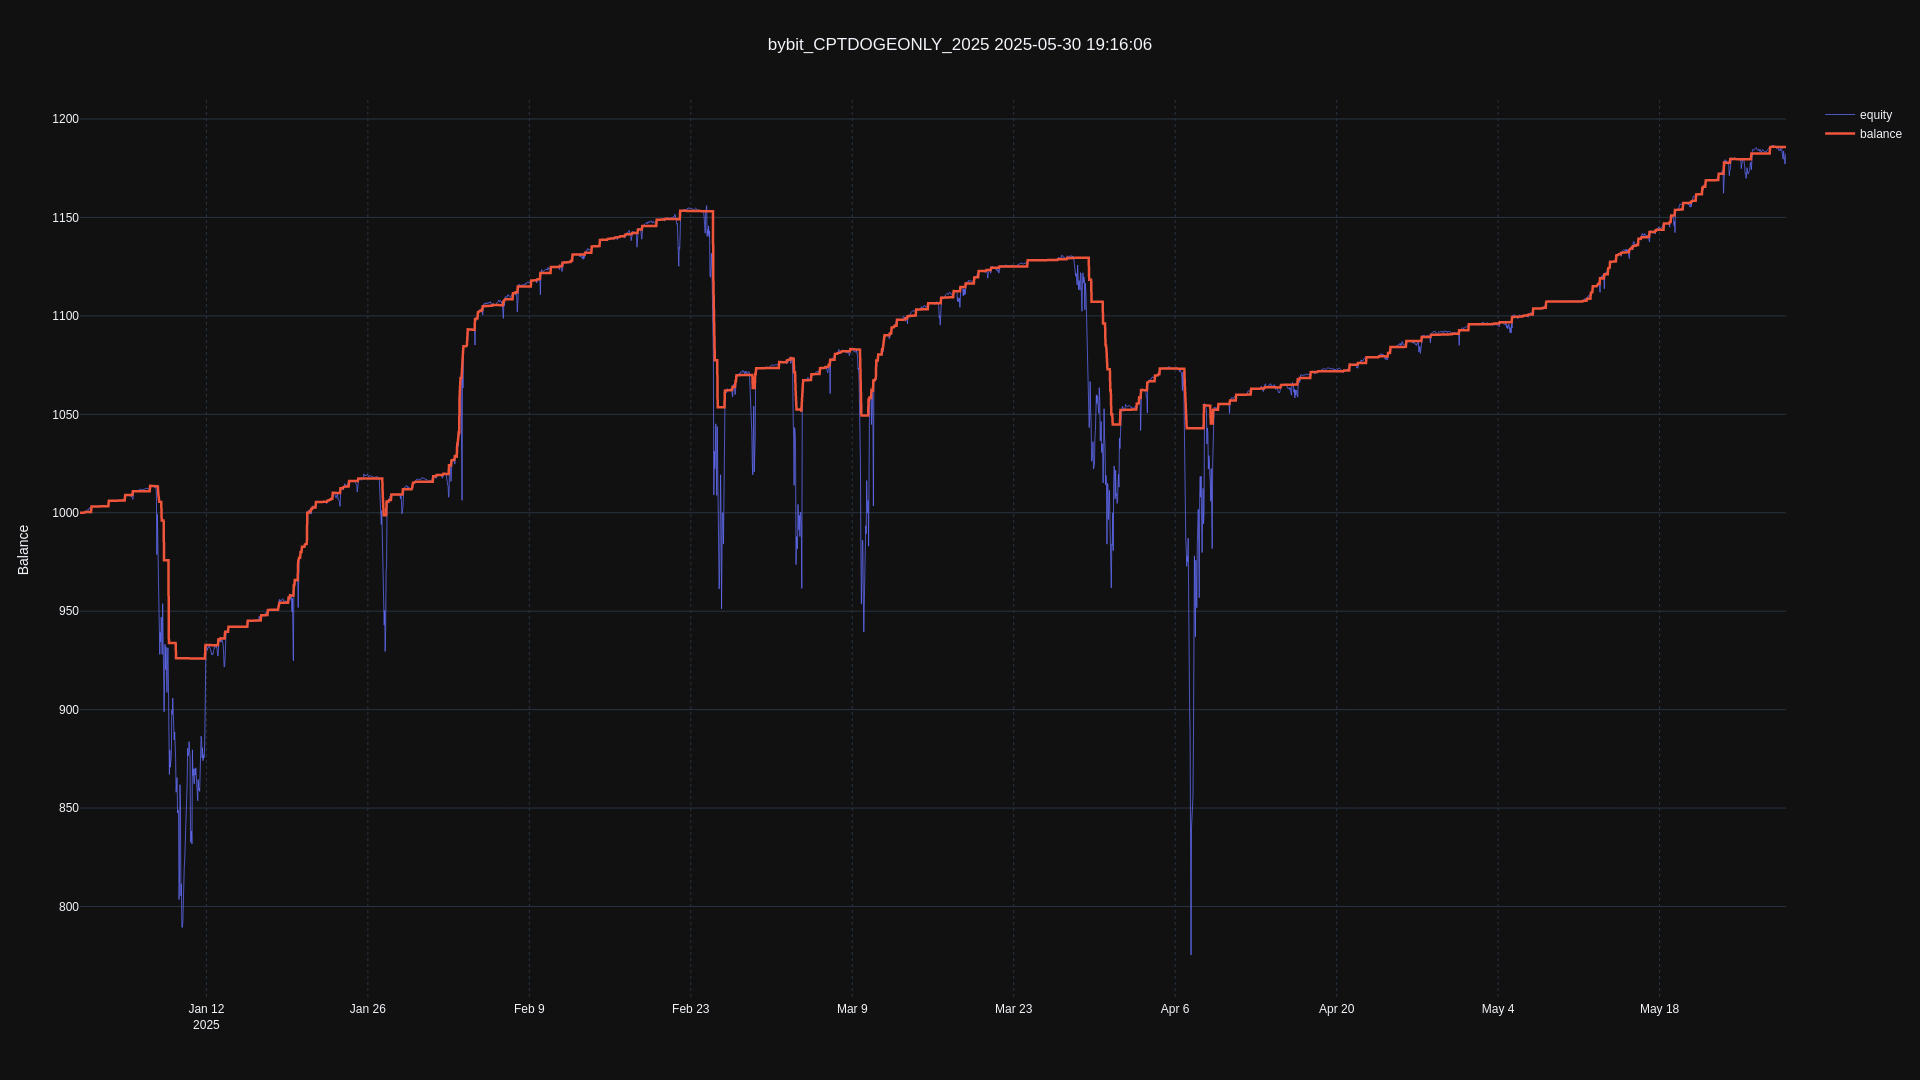 bybit_CPTDOGEONLY_2025 2025-05-30 19:16:06
equity
balance
1200
1150
1100
1050
1000
950
900
850
800
Balance
Jan 12
2025
Jan 26
Feb 9
Feb 23
Mar 9
Mar 23
Apr 6
Apr 20
May 4
May 18